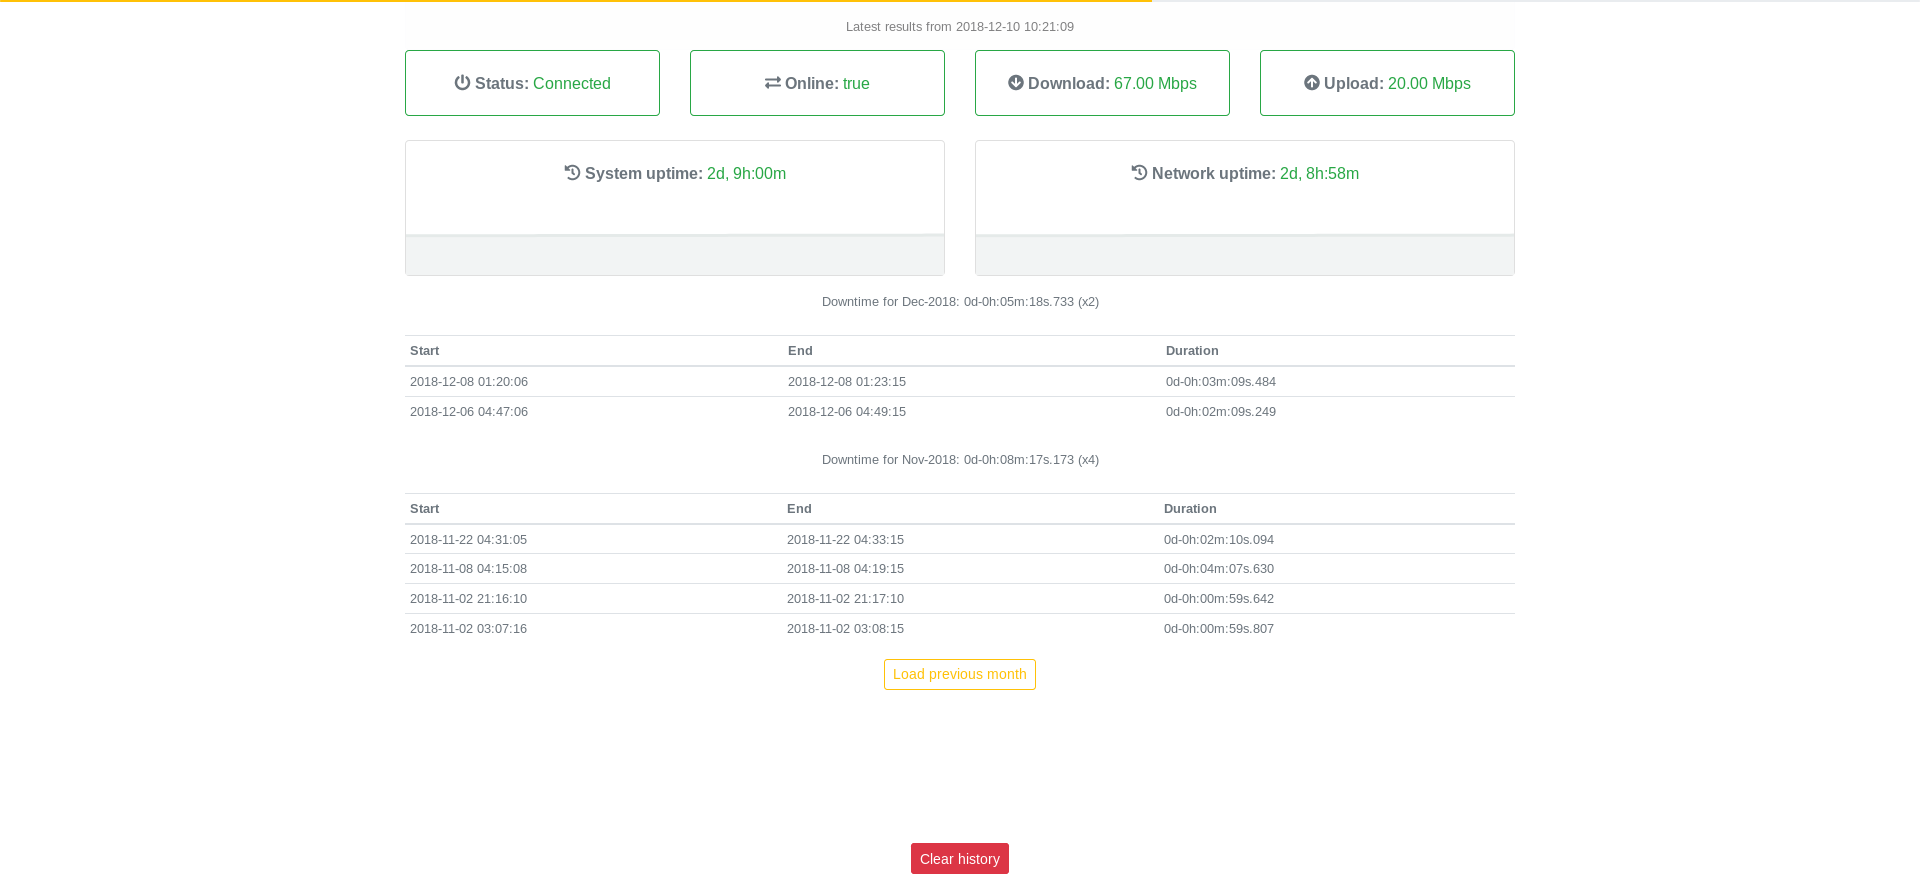 Latest results from 2018-12-10 10:21:09
Status: Connected
Online: true
Download: 67.00 Mbps
Upload: 20.00 Mbps
System uptime: 2d, 9h:00m
Network uptime: 2d, 8h:58m
Downtime for Dec-2018: 0d-0h:05m:18s.733 (x2)
Start End Duration
2018-12-08 01:20:06 2018-12-08 01:23:15 0d-0h:03m:09s.484
2018-12-06 04:47:06 2018-12-06 04:49:15 0d-0h:02m:09s.249
Downtime for Nov-2018: 0d-0h:08m:17s.173 (x4)
Start End Duration
2018-11-22 04:31:05 2018-11-22 04:33:15 0d-0h:02m:10s.094
2018-11-08 04:15:08 2018-11-08 04:19:15 0d-0h:04m:07s.630
2018-11-02 21:16:10 2018-11-02 21:17:10 0d-0h:00m:59s.642
2018-11-02 03:07:16 2018-11-02 03:08:15 0d-0h:00m:59s.807
Load previous month
Clear history